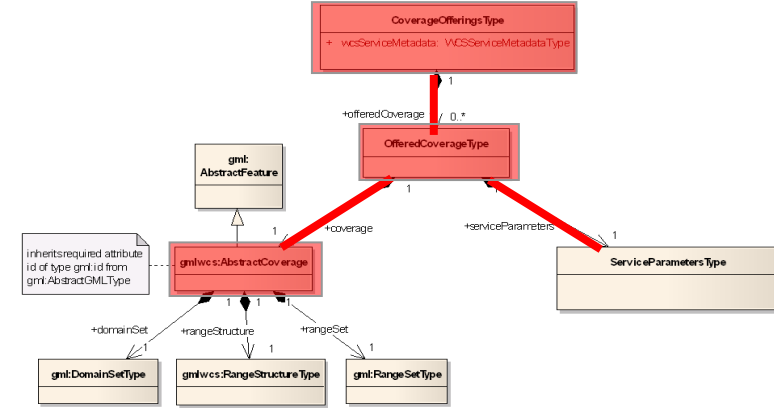 CoverageOfferingsType
+ wcsServiceMetadata: WCSServiceMetadataType
1
+offeredCoverage 0..*
OfferedCoverageType
gml:
AbstractFeature
1 1
1 +coverage +serviceParameters 1
inherits required attribute
id of type gml:id from
gml:AbstractGMLType
gmlwcs:AbstractCoverage
ServiceParametersType
1 1 1
+domainSet +rangeStructure +rangeSet
1 1 1
gml:DomainSetType gmlwcs:RangeStructureType gml:RangeSetType